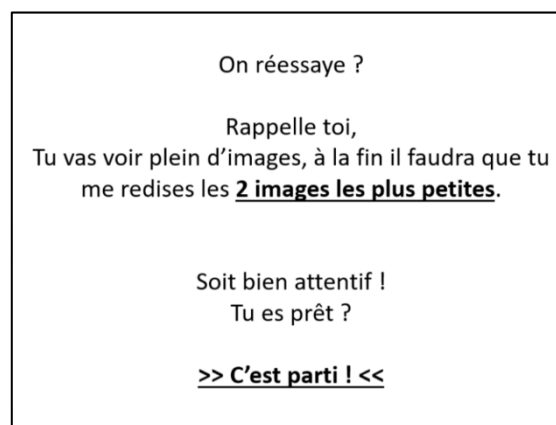 On réessaye ?
Rappelle toi,
Tu vas voir plein d’images, à la fin il faudra que tu
me redises les 2 images les plus petites.
Soit bien attentif !
Tu es prêt ?
>> C’est parti ! <<